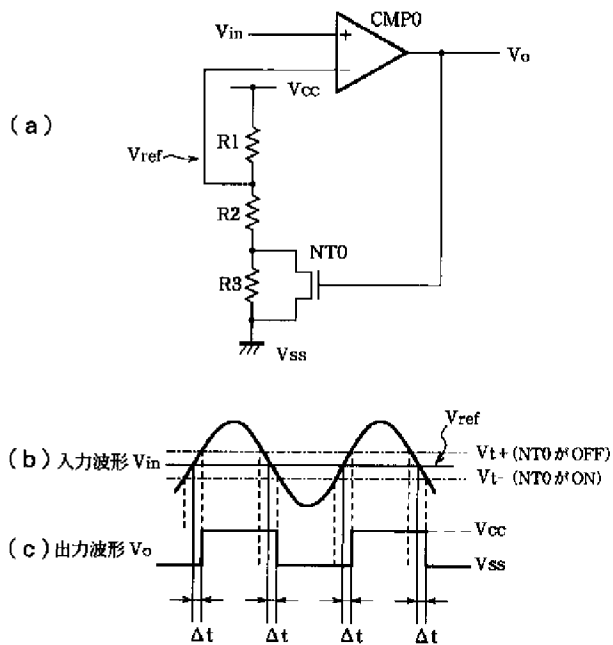 CMP0
Vin
+
−
Vo
Vcc
(a)
R1
Vref
R2
NT0
R3
Vss
Vref
(b) 入力波形 Vin
Vt+ (NT0がOFF)
Vt- (NT0がON)
(c) 出力波形 Vo
Vcc
Vss
Δt Δt Δt Δt